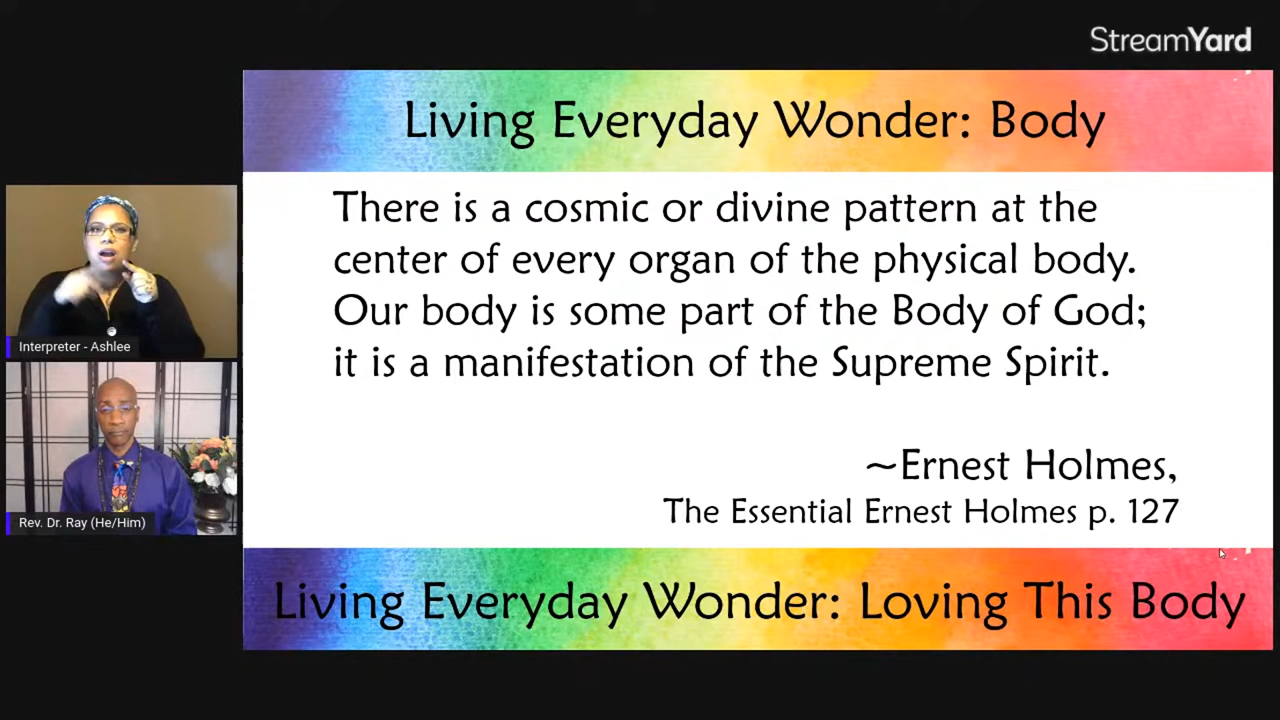 StreamYard
Living Everyday Wonder: Body
There is a cosmic or divine pattern at the
center of every organ of the physical body.
Our body is some part of the Body of God;
it is a manifestation of the Supreme Spirit.
~Ernest Holmes,
The Essential Ernest Holmes p. 127
Living Everyday Wonder: Loving This Body
Interpreter - Ashlee
Rev. Dr. Ray (He/Him)